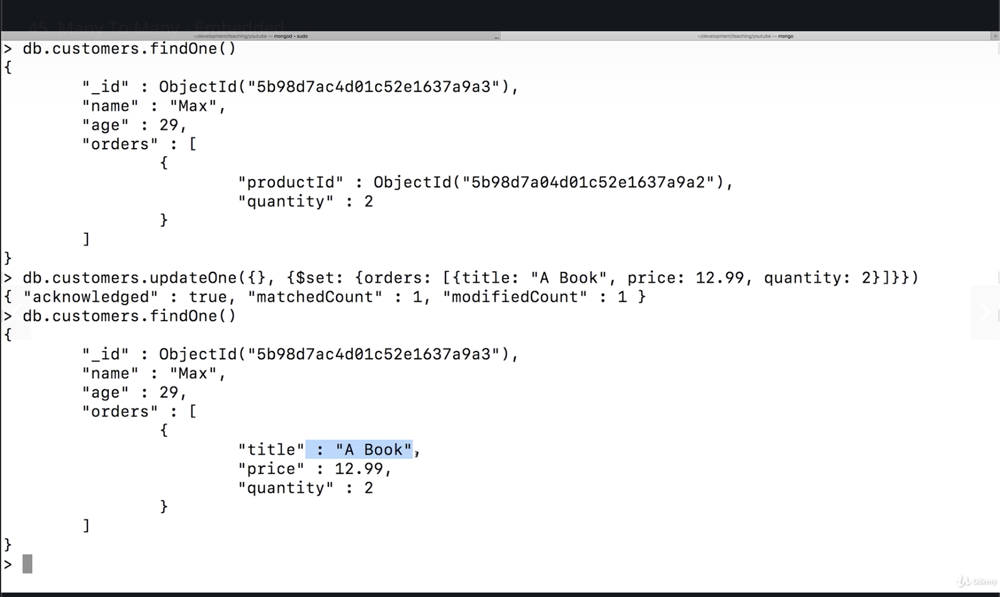 45. Many To Many - Embedded
~/development/teaching/youtube — mongod • sudo
... ~/development/teaching/youtube — mongo +
> db.customers.findOne()
{
"_id" : ObjectId("5b98d7ac4d01c52e1637a9a3"),
"name" : "Max",
"age" : 29,
"orders" : [
{
"productId" : ObjectId("5b98d7a04d01c52e1637a9a2"),
"quantity" : 2
}
]
}
> db.customers.updateOne({}, {$set: {orders: [{title: "A Book", price: 12.99, quantity: 2}]}})
{ "acknowledged" : true, "matchedCount" : 1, "modifiedCount" : 1 }
> db.customers.findOne()
{
"_id" : ObjectId("5b98d7ac4d01c52e1637a9a3"),
"name" : "Max",
"age" : 29,
"orders" : [
{
"title" : "A Book",
"price" : 12.99,
"quantity" : 2
}
]
}
>
Udemy